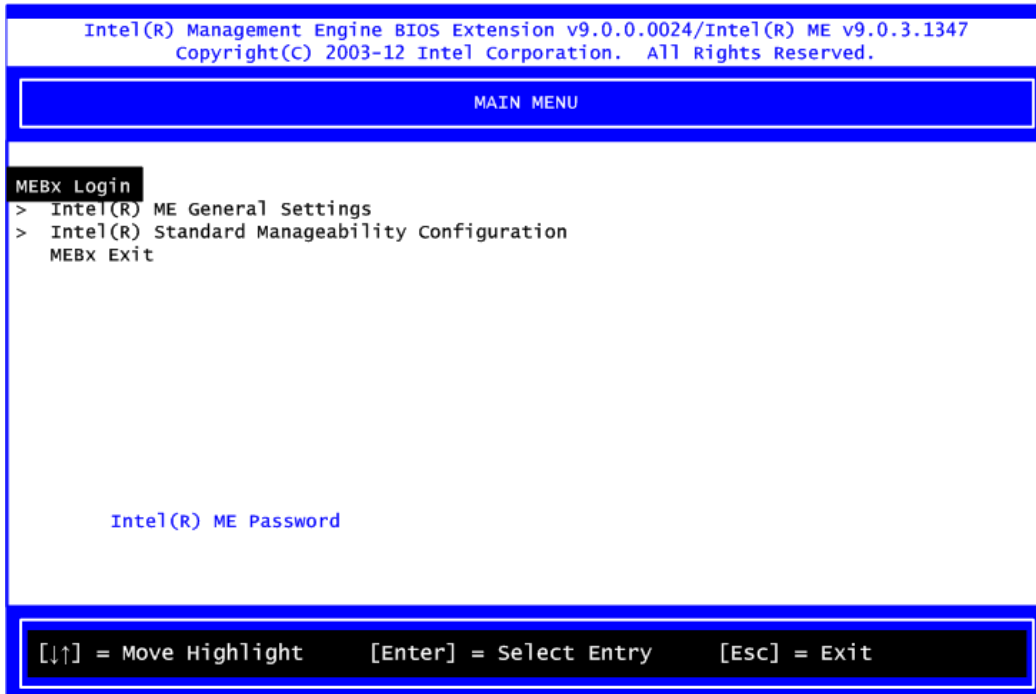 Intel(R) Management Engine BIOS Extension v9.0.0.0024/Intel(R) ME v9.0.3.1347
Copyright(C) 2003-12 Intel Corporation.  All Rights Reserved.
MAIN MENU
MEBx Login
>  Intel(R) ME General Settings
>  Intel(R) Standard Manageability Configuration
MEBx Exit
Intel(R) ME Password
[↓↑] = Move Highlight [Enter] = Select Entry [Esc] = Exit